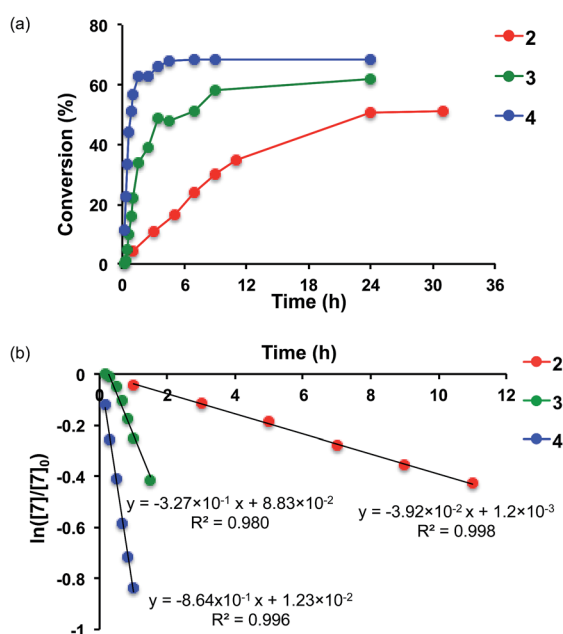 (a)
80
60
40
20
0
Conversion (%)
0 6 12 18 24 30 36
Time (h)
2
3
4
(b)
Time (h)
0 2 4 6 8 10 12
0
-0.2
-0.4
-0.6
-0.8
-1
ln([7]/[7]₀)
2
3
4
y = -3.27×10⁻¹ x + 8.83×10⁻²
R² = 0.980
y = -3.92×10⁻² x + 1.2×10⁻³
R² = 0.998
y = -8.64x10⁻¹ x + 1.23×10⁻²
R² = 0.996